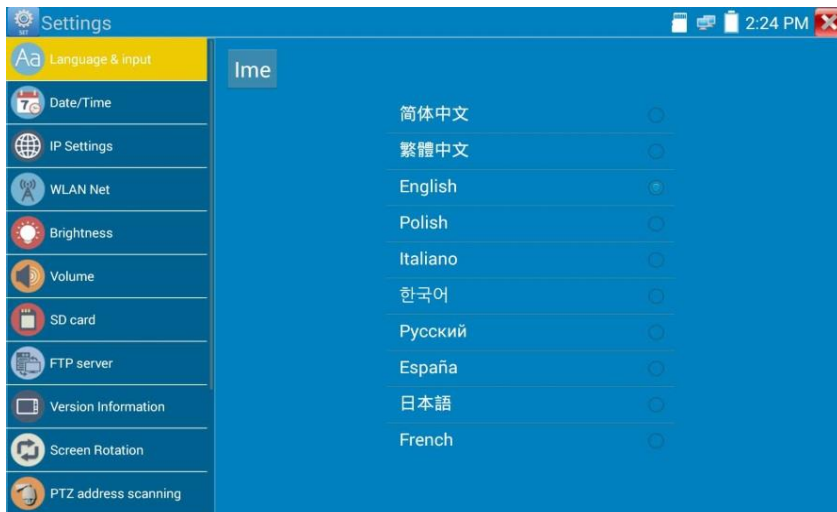 Settings
2:24 PM
Language & input
Date/Time
IP Settings
WLAN Net
Brightness
Volume
SD card
FTP server
Version Information
Screen Rotation
PTZ address scanning
Ime
简体中文
繁體中文
English
Polish
Italiano
한국어
Русский
España
日本語
French